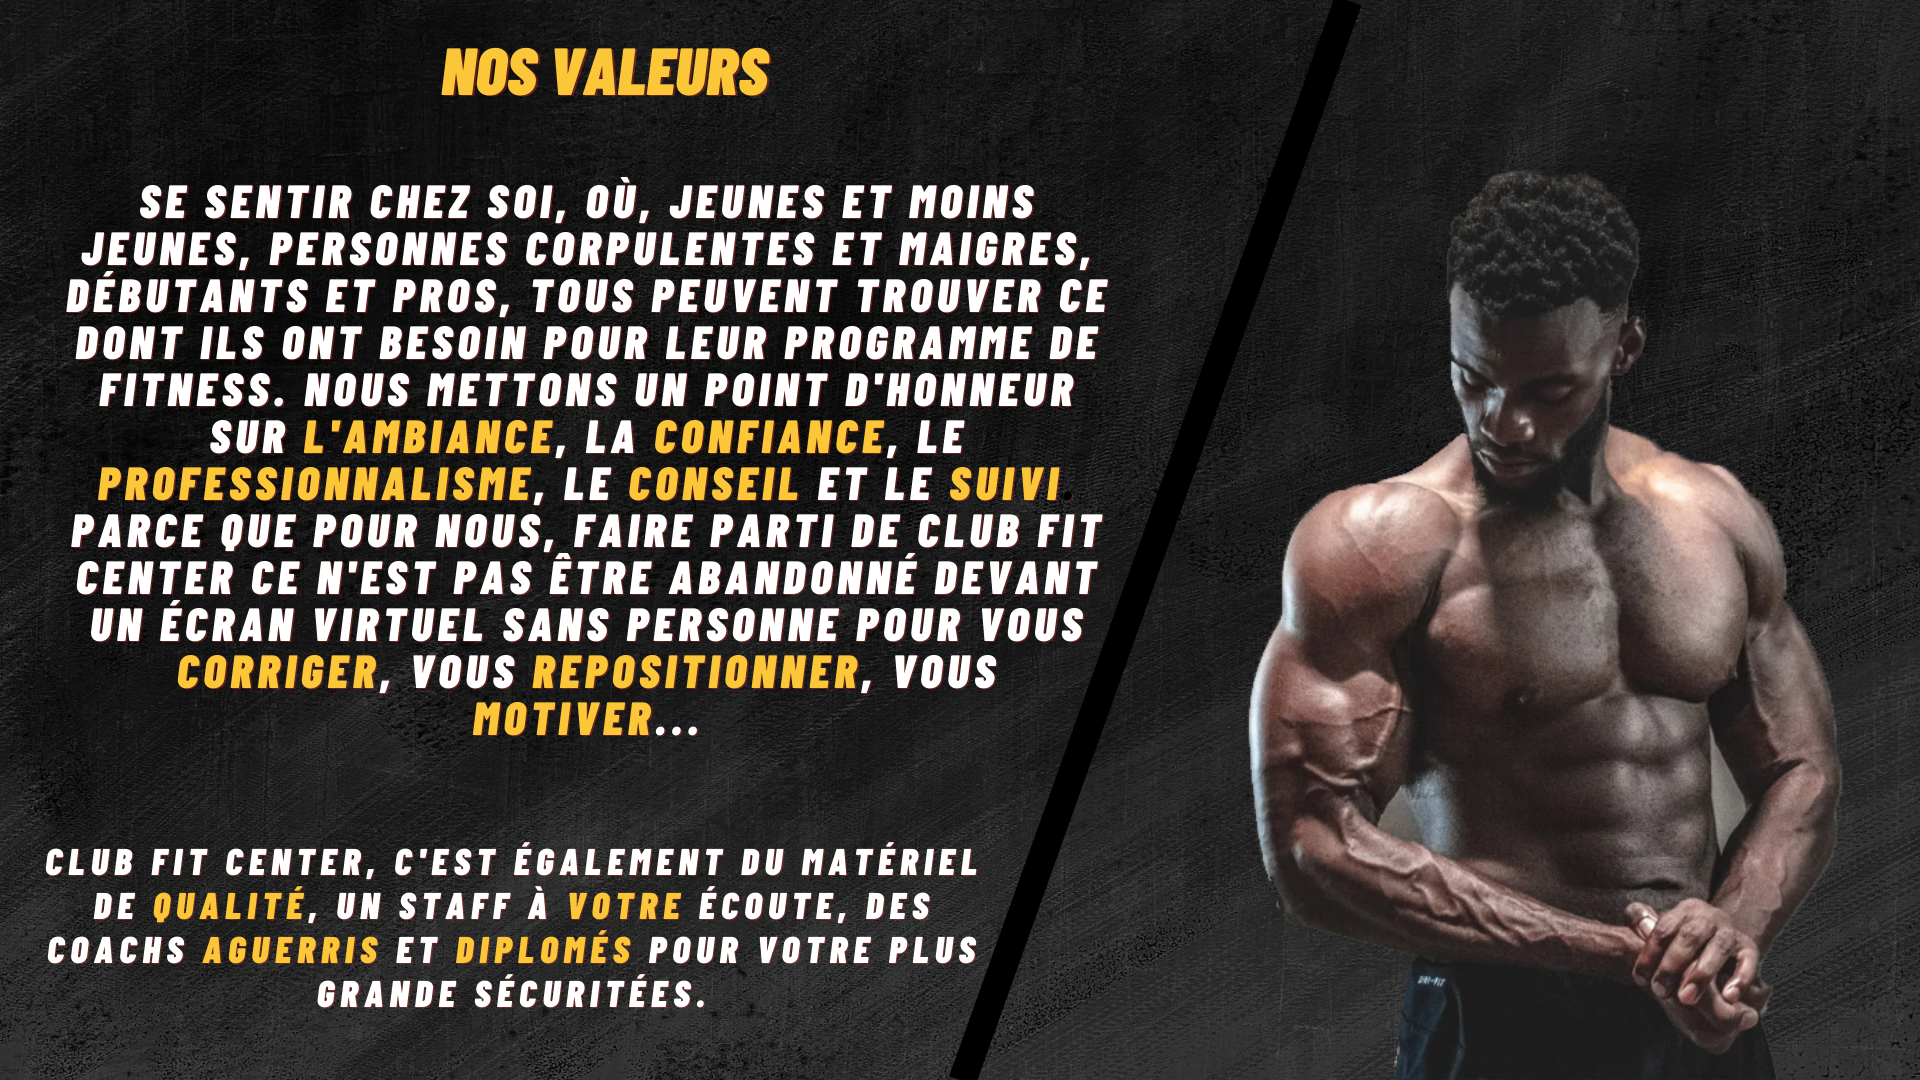 NOS VALEURS
SE SENTIR CHEZ SOI, OÙ, JEUNES ET MOINS
JEUNES, PERSONNES CORPULENTES ET MAIGRES,
DÉBUTANTS ET PROS, TOUS PEUVENT TROUVER CE
DONT ILS ONT BESOIN POUR LEUR PROGRAMME DE
FITNESS. NOUS METTONS UN POINT D'HONNEUR
SUR L'AMBIANCE, LA CONFIANCE, LE
PROFESSIONNALISME, LE CONSEIL ET LE SUIVI.
PARCE QUE POUR NOUS, FAIRE PARTI DE CLUB FIT
CENTER CE N'EST PAS ÊTRE ABANDONNÉ DEVANT
UN ÉCRAN VIRTUEL SANS PERSONNE POUR VOUS
CORRIGER, VOUS REPOSITIONNER, VOUS
MOTIVER...
CLUB FIT CENTER, C'EST ÉGALEMENT DU MATÉRIEL
DE QUALITÉ, UN STAFF À VOTRE ÉCOUTE, DES
COACHS AGUERRIS ET DIPLOMÉS POUR VOTRE PLUS
GRANDE SÉCURITÉES.
DRI-FIT